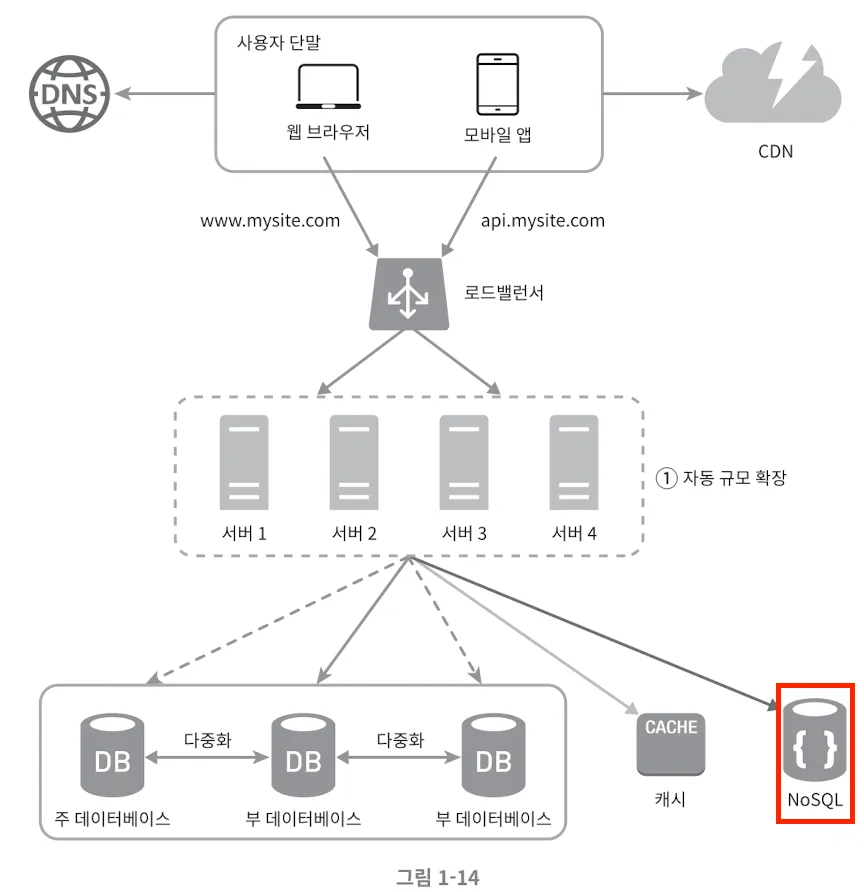 사용자 단말
DNS
웹 브라우저
모바일 앱
CDN
www.mysite.com
api.mysite.com
로드밸런서
서버 1
서버 2
서버 3
서버 4
① 자동 규모 확장
다중화
다중화
DB
DB
DB
주 데이터베이스
부 데이터베이스
부 데이터베이스
CACHE
캐시
{ }
NoSQL
그림 1-14